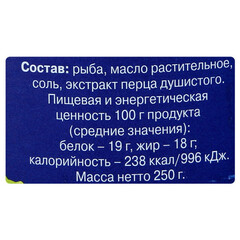 Состав: рыба, масло растительное,
соль, экстракт перца душистого.
Пищевая и энергетическая
ценность 100 г продукта
(средние значения):
белок – 19 г, жир – 18 г;
калорийность – 238 ккал/996 кДж.
Масса нетто 250 г.